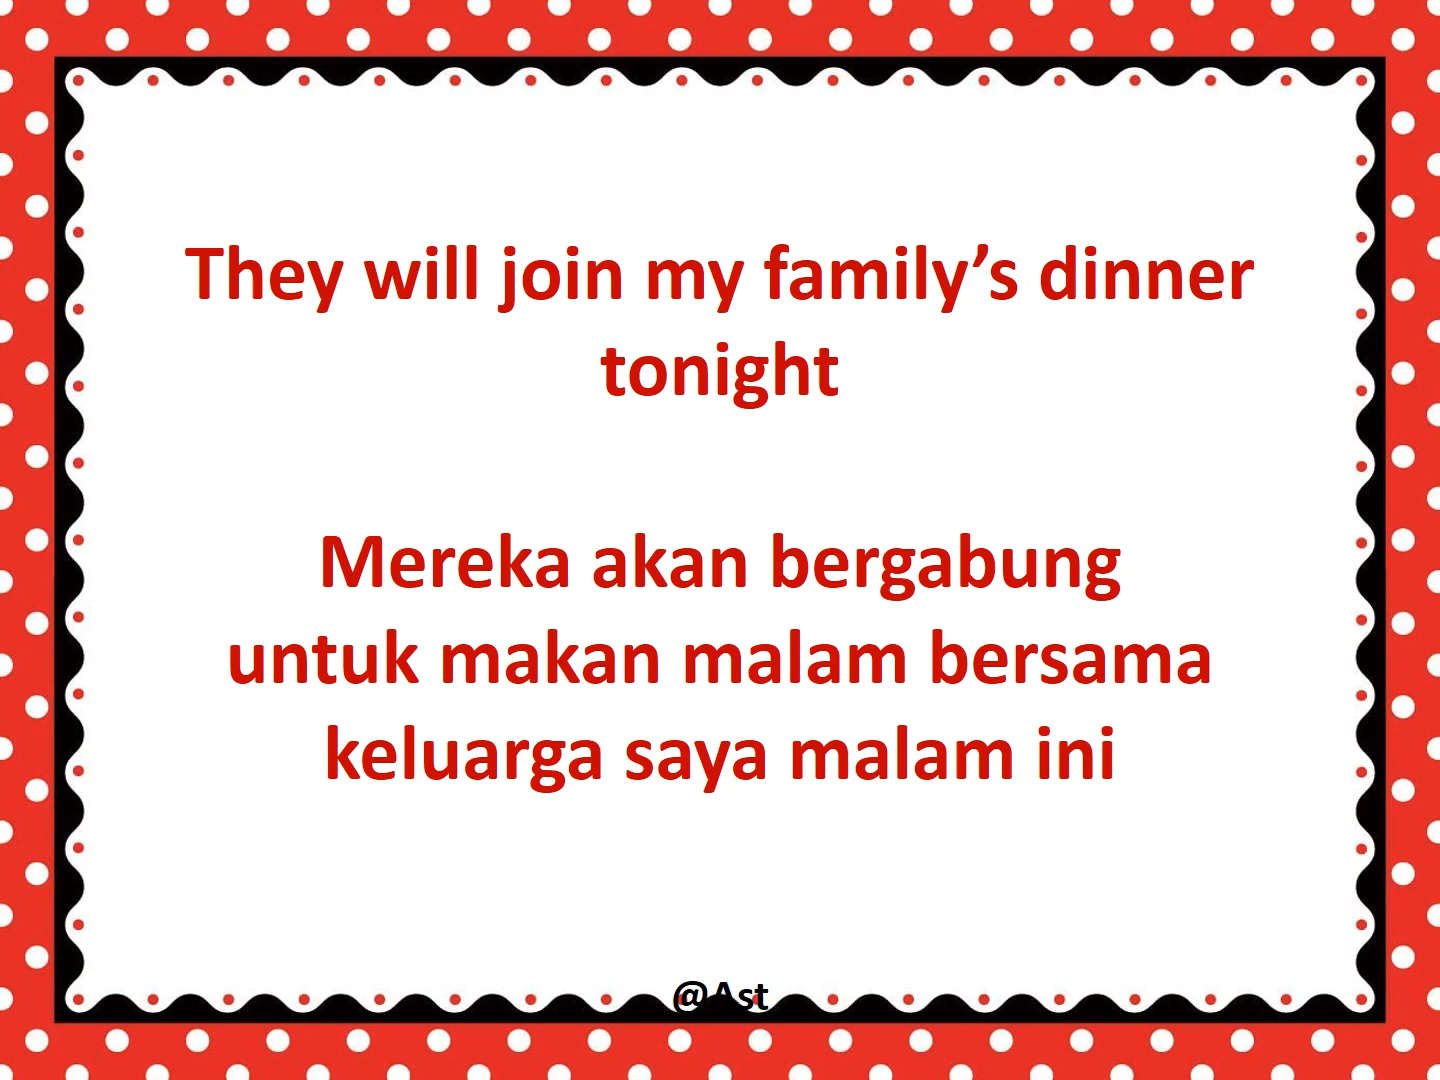 They will join my family’s dinner
tonight
Mereka akan bergabung
untuk makan malam bersama
keluarga saya malam ini
@Ast